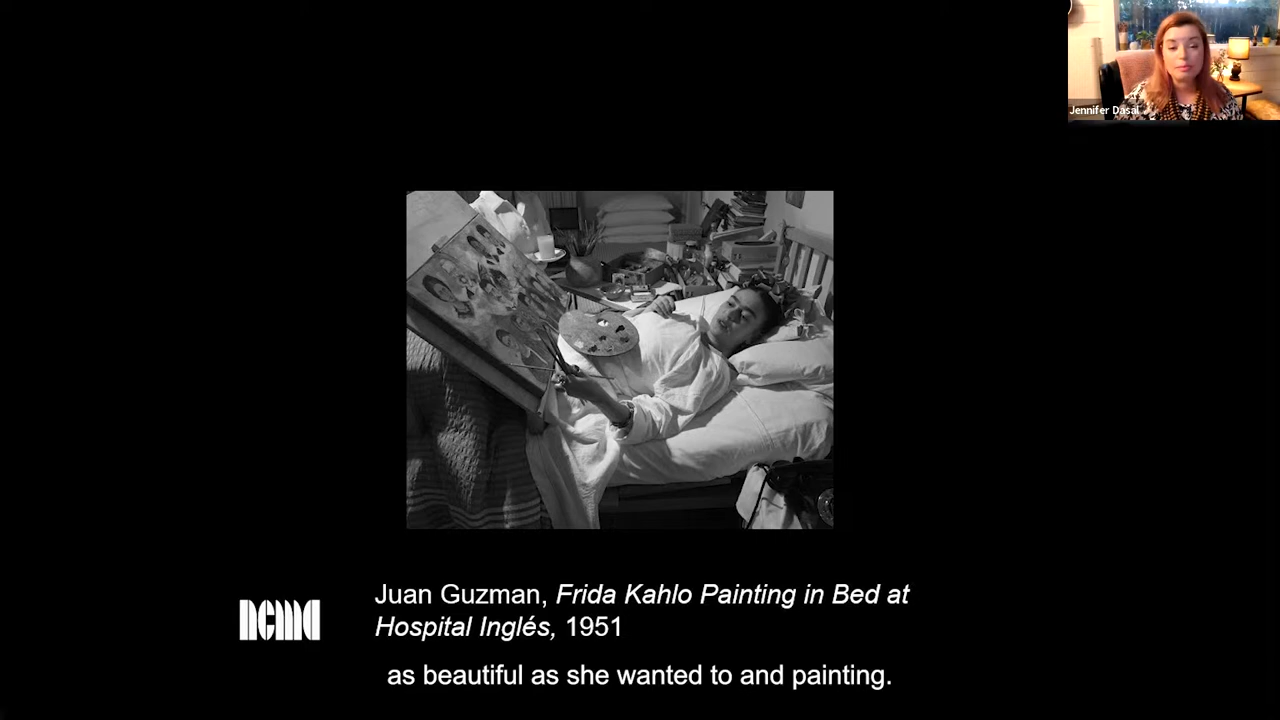 Jennifer Dasal
ncma
Juan Guzman, Frida Kahlo Painting in Bed at
Hospital Inglés, 1951
as beautiful as she wanted to and painting.